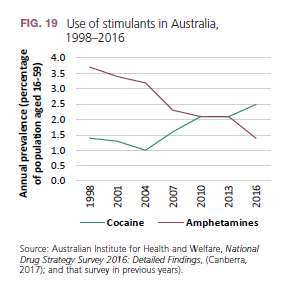 FIG. 19 Use of stimulants in Australia,
1998–2016
Annual prevalence (percentage
of population aged 16-59)
4.0
3.5
3.0
2.5
2.0
1.5
1.0
0.5
0.0
1998
2001
2004
2007
2010
2013
2016
Cocaine
Amphetamines
Source: Australian Institute for Health and Welfare, National
Drug Strategy Survey 2016: Detailed Findings, (Canberra,
2017); and that survey in previous years).